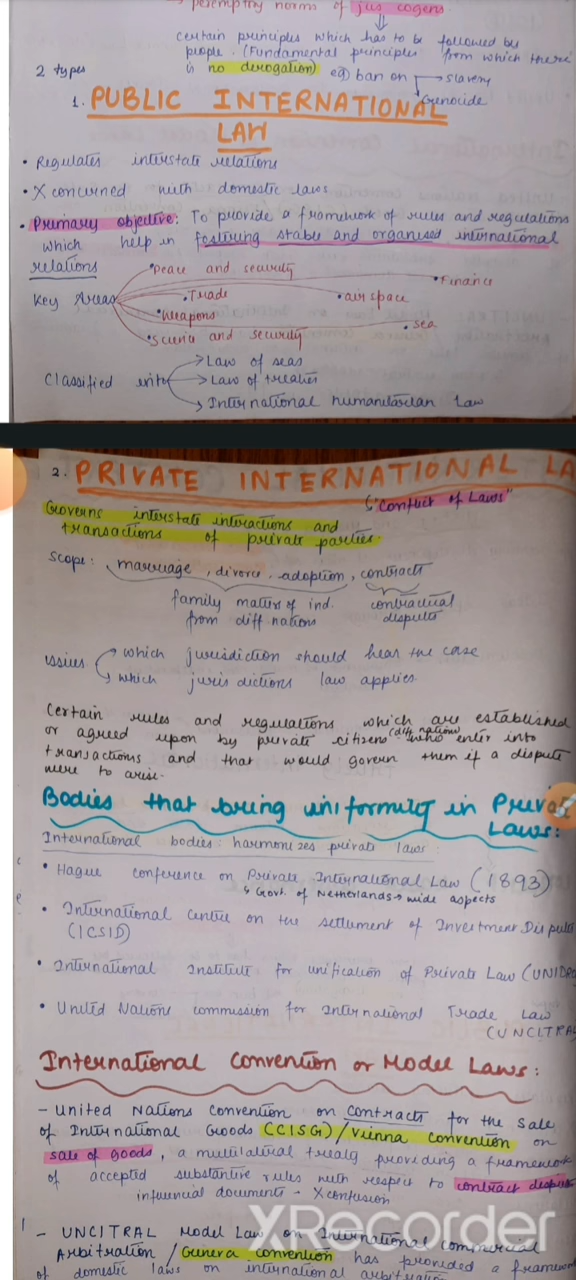 peremptory norms of jus cogens
certain principles which has to be followed by
people. (Fundamental principles from which there
is no derogation) eg) ban on slavery
Genocide
2 types
1. PUBLIC INTERNATIONAL
LAW
• Regulates interstate relations
• X concerned with domestic laws
• Primary objective: To provide a framework of rules and regulations
which help in fostering stable and organised international
relations
• Peace and security
• Finance
Key Areas
• Trade
• air space
• Weapons
• sea
• Science and security
Law of seas
Classified into Law of treaties
International humanitarian Law
2. PRIVATE INTERNATIONAL LA
"Conflict of Laws"
Governs interstate interactions and
transactions of private parties
Scope: marriage, divorce, adoption, contracts
family matters of ind. contractual
from diff nations disputes
issues which jurisdiction should hear the case
which jurisdictions law applies
Certain rules and regulations which are established
or agreed upon by private citizens (diff nations) who enter into
transactions and that would govern them if a dispute
were to arise.
Bodies that bring uniformity in Privat
Laws:
International bodies: harmonizes private laws:
• Hague conference on Private International Law (1893)
Govt. of Netherlands → wide aspects
• International Centre on the settlement of Investment Dispute
(ICSID)
• International Institute for unification of Private Law (UNIDRO
• United Nations commission for International Trade Law
(UNCITRAL
International Convention or Model Laws:
- United Nations Convention on contracts for the sale
of International Goods (CISG) / vienna convention on
sale of goods, a multilateral treaty providing a framework
of accepted substantive rules with respect to contract dispute
influencial documents - X confusion
- UNCITRAL Model Law on International commercial
Arbitration / Geneva convention has provided a framewor
of domestic laws on international arbitration
XRecorder